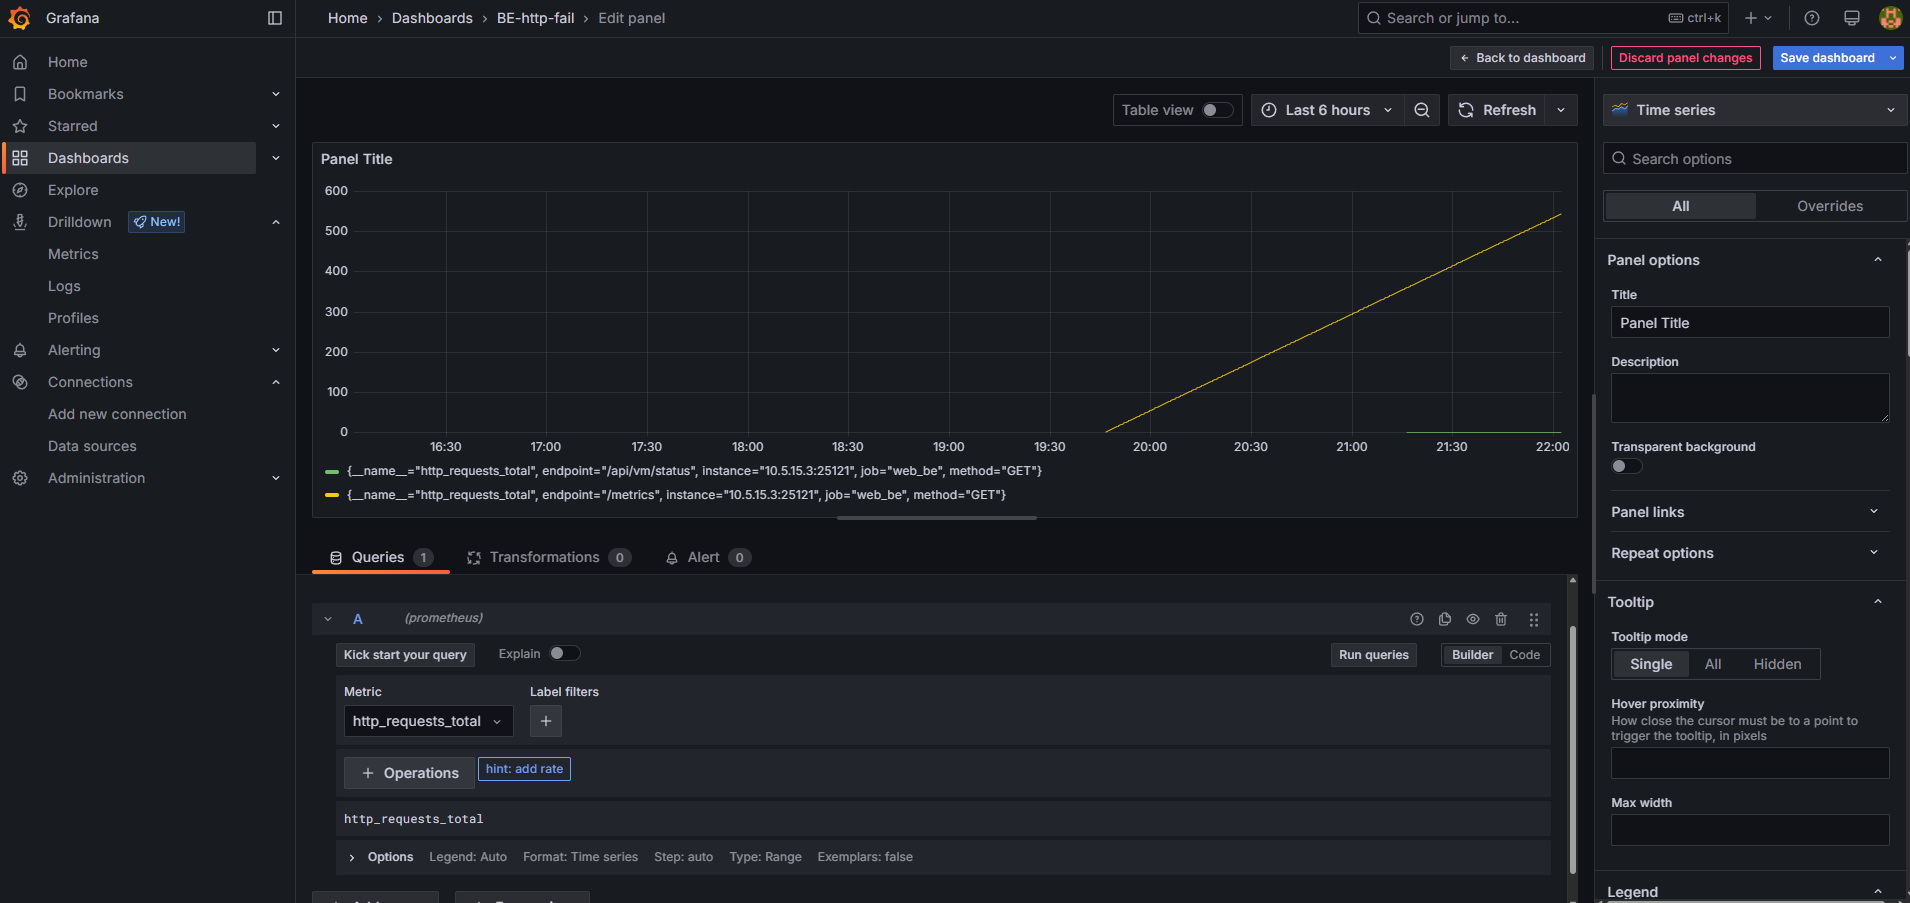 Grafana
Home › Dashboards › BE-http-fail › Edit panel
Search or jump to... ctrl+k
Back to dashboard
Discard panel changes
Save dashboard
Home
Bookmarks
Starred
Dashboards
Explore
Drilldown New!
Metrics
Logs
Profiles
Alerting
Connections
Add new connection
Data sources
Administration
Table view
Last 6 hours
Refresh
Panel Title
600
500
400
300
200
100
0
16:30 17:00 17:30 18:00 18:30 19:00 19:30 20:00 20:30 21:00 21:30 22:00
{__name__="http_requests_total", endpoint="/api/vm/status", instance="10.5.15.3:25121", job="web_be", method="GET"}
{__name__="http_requests_total", endpoint="/metrics", instance="10.5.15.3:25121", job="web_be", method="GET"}
Queries 1 Transformations 0 Alert 0
A (prometheus)
Kick start your query Explain Run queries Builder Code
Metric Label filters
http_requests_total +
+ Operations hint: add rate
http_requests_total
Options Legend: Auto Format: Time series Step: auto Type: Range Exemplars: false
Time series
Search options
All Overrides
Panel options
Title
Panel Title
Description
Transparent background
Panel links
Repeat options
Tooltip
Tooltip mode
Single All Hidden
Hover proximity
How close the cursor must be to a point to
trigger the tooltip, in pixels
Max width
Legend